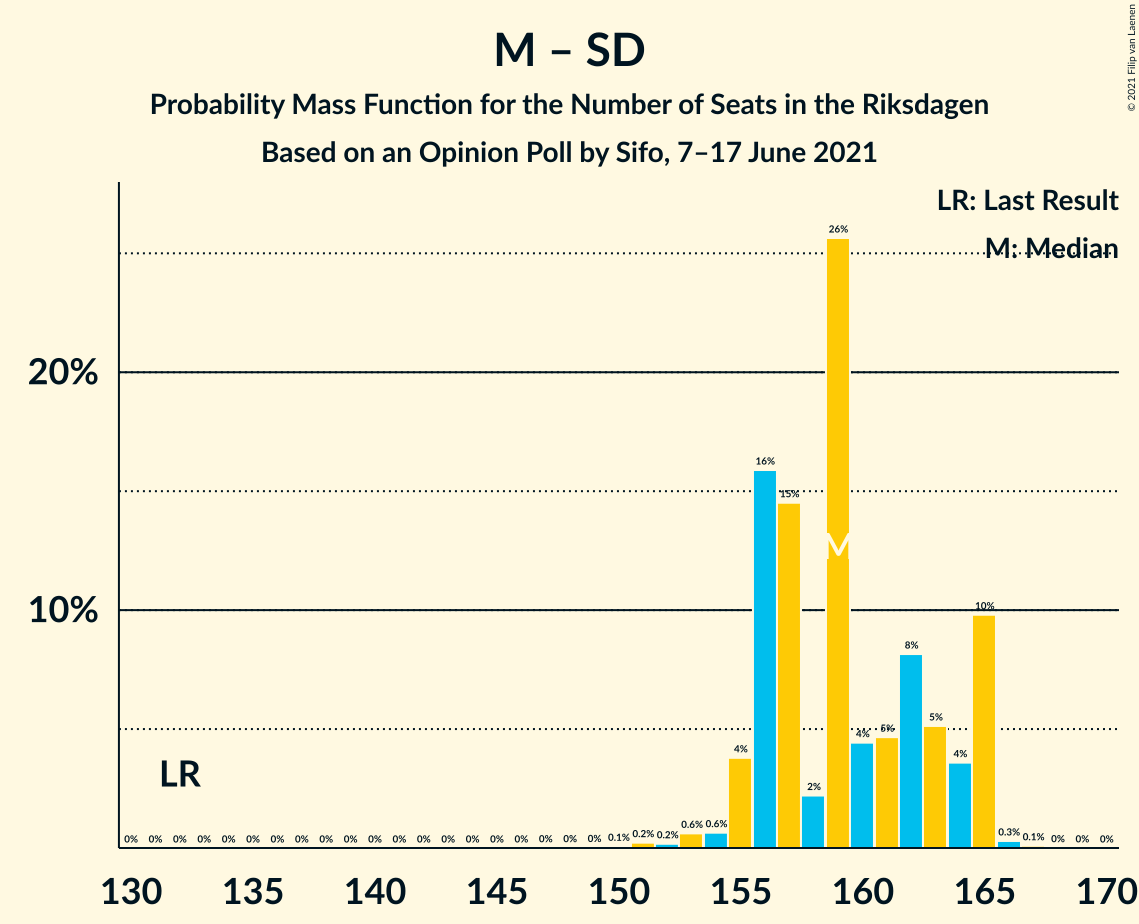 M – SD
Probability Mass Function for the Number of Seats in the Riksdagen
Based on an Opinion Poll by Sifo, 7–17 June 2021
© 2021 Filip van Laenen
LR: Last Result
M: Median
20%
10%
LR
M
0% 0% 0% 0% 0% 0% 0% 0% 0% 0% 0% 0% 0% 0% 0% 0% 0% 0% 0% 0% 0.1% 0.2% 0.2% 0.6% 0.6% 4% 16% 15% 2% 26% 4% 5% 8% 5% 4% 10% 0.3% 0.1% 0% 0% 0%
130 135 140 145 150 155 160 165 170